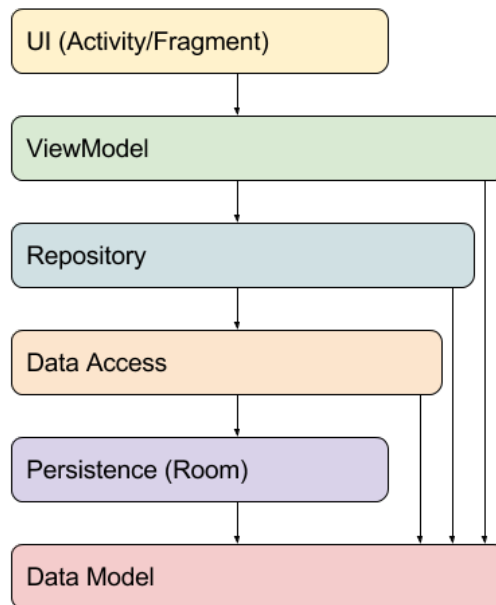 UI (Activity/Fragment)
ViewModel
Repository
Data Access
Persistence (Room)
Data Model